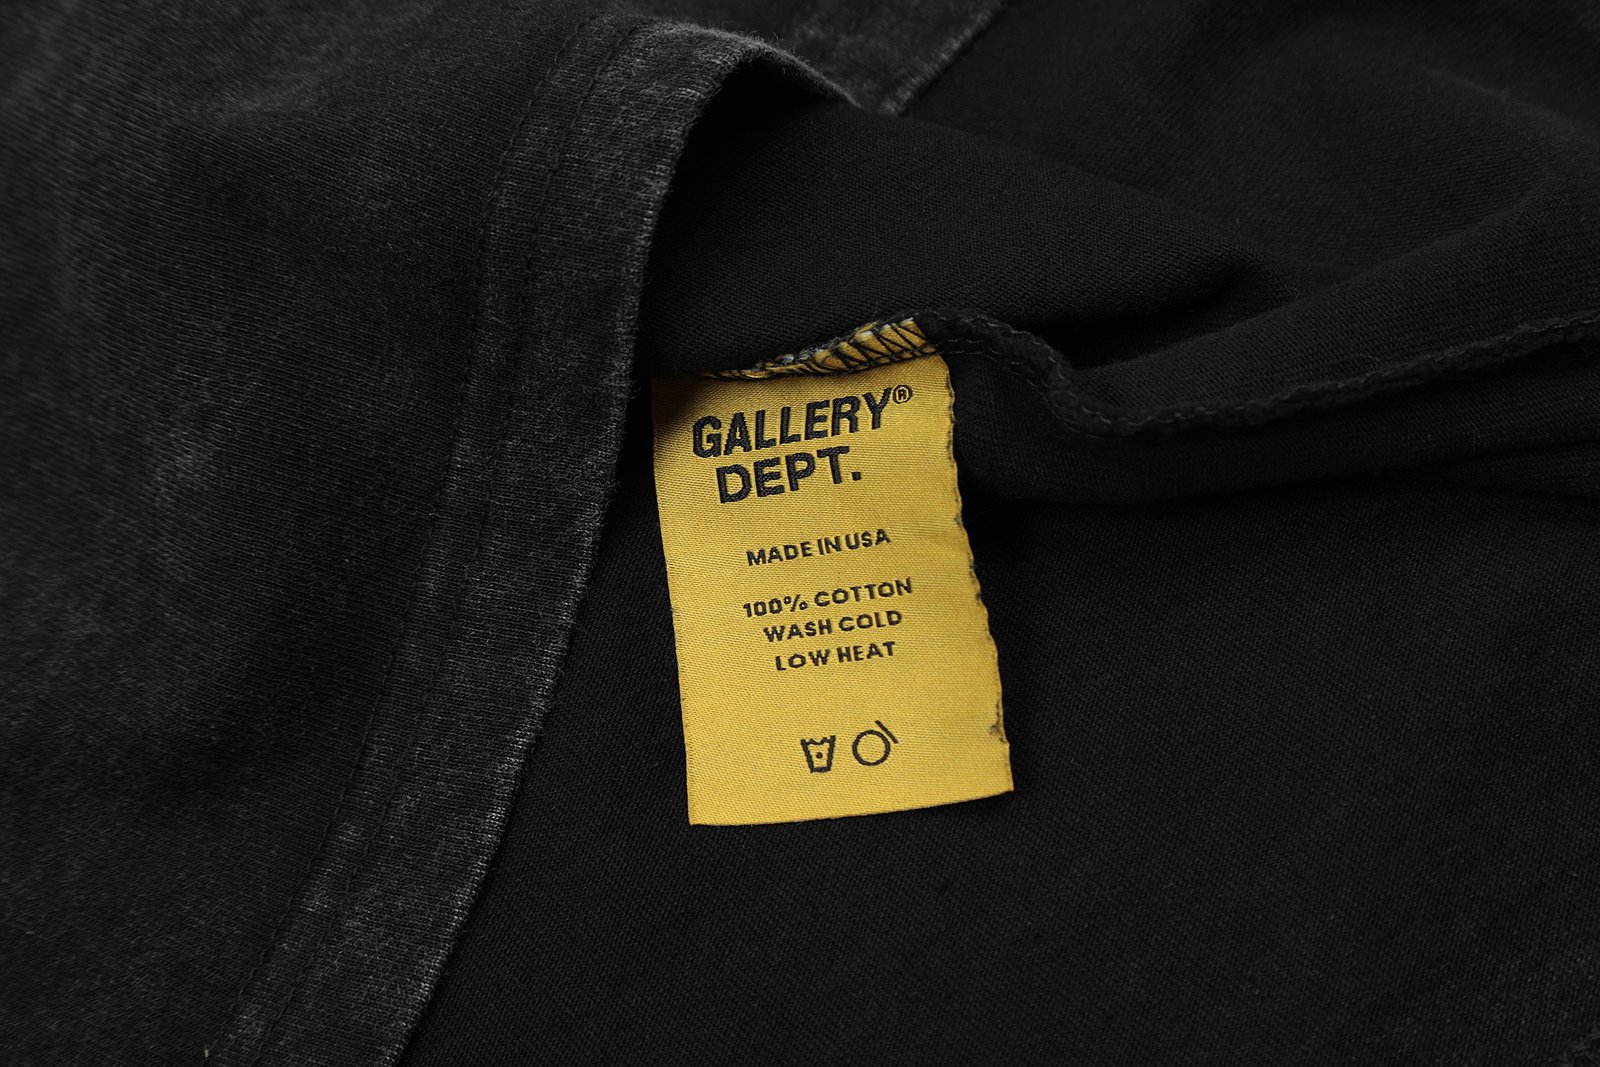 GALLERY®
DEPT.
MADE IN USA
100% COTTON
WASH COLD
LOW HEAT